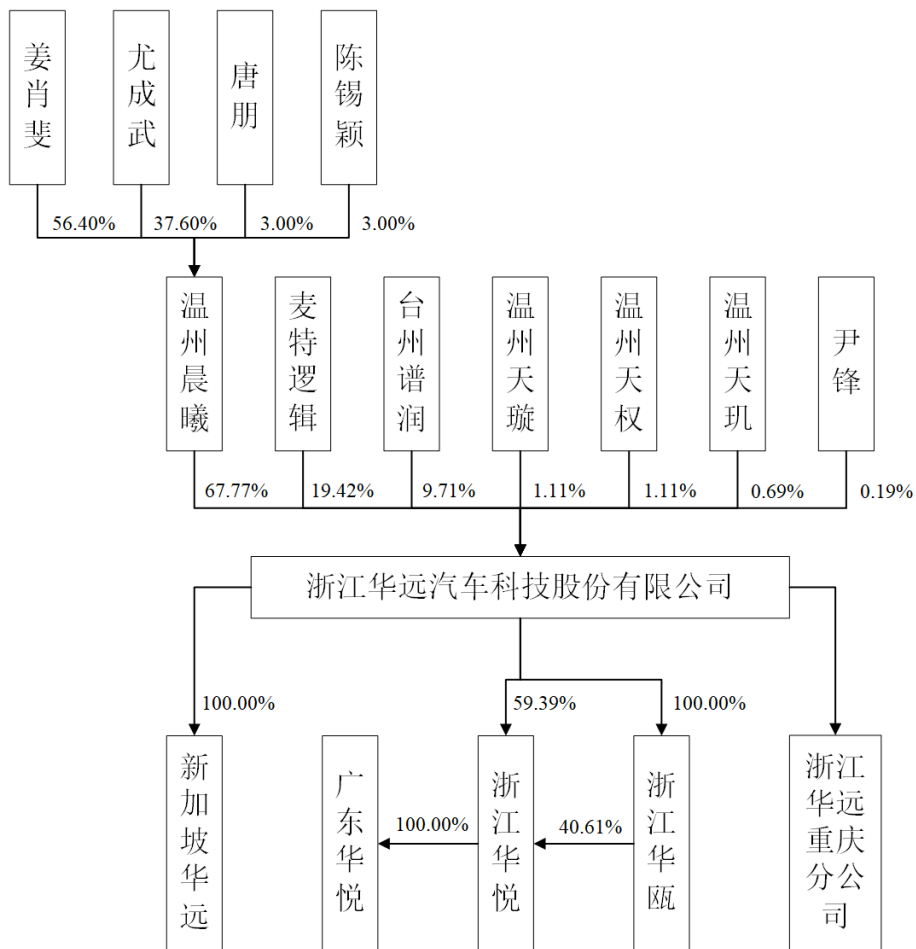 姜肖斐
尤成武
唐朋
陈锡颖
56.40%
37.60%
3.00%
3.00%
温州晨曦
麦特逻辑
台州谱润
温州天璇
温州天权
温州天玑
尹锋
67.77%
19.42%
9.71%
1.11%
1.11%
0.69%
0.19%
浙江华远汽车科技股份有限公司
100.00%
59.39%
100.00%
新加坡华远
广东华悦
100.00%
浙江华悦
40.61%
浙江华瓯
浙江
华远
重庆
分公
司